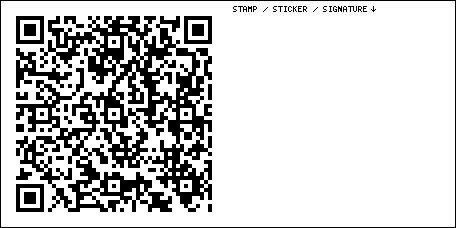 STAMP / STICKER / SIGNATURE ↓